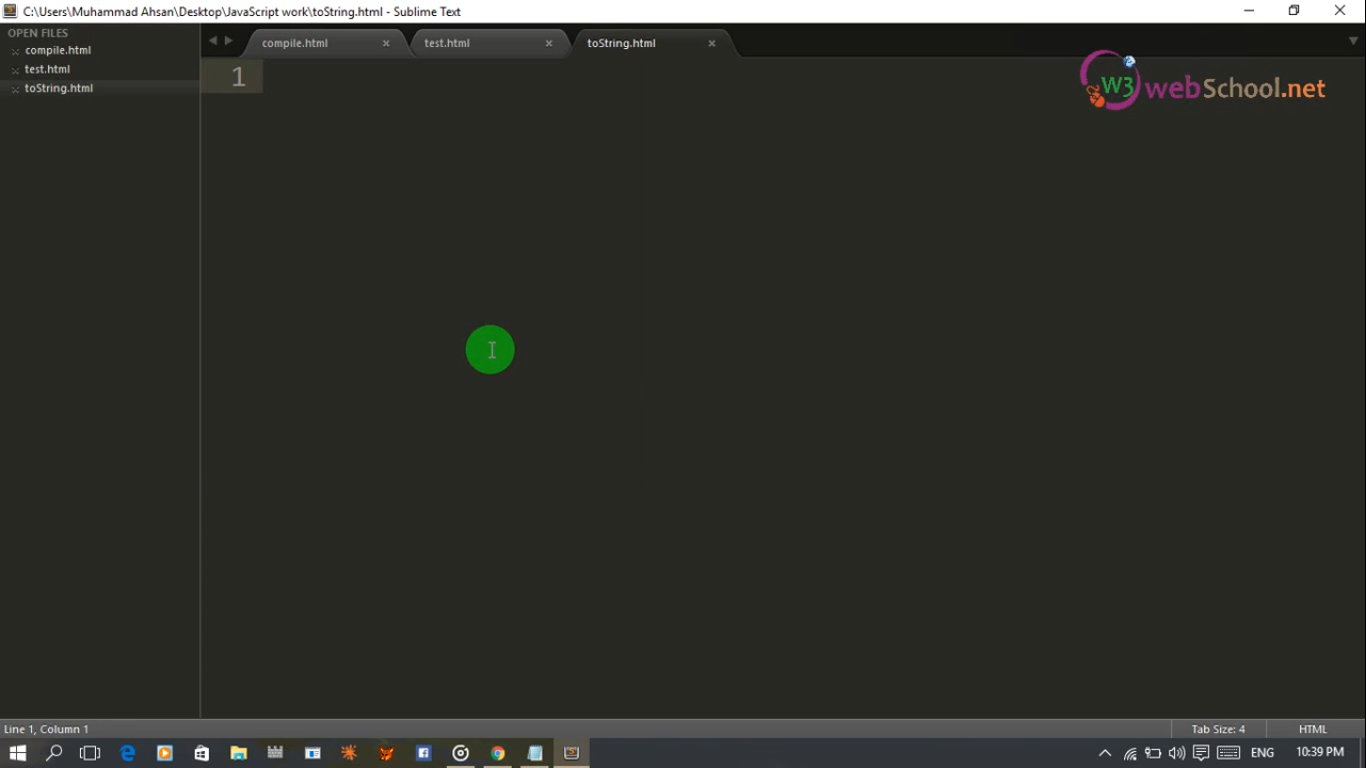 C:\Users\Muhammad Ahsan\Desktop\JavaScript work\toString.html - Sublime Text
OPEN FILES
compile.html
test.html
toString.html
compile.html
test.html
toString.html
1
W3 webSchool.net
Line 1, Column 1
Tab Size: 4
HTML
ENG
10:39 PM